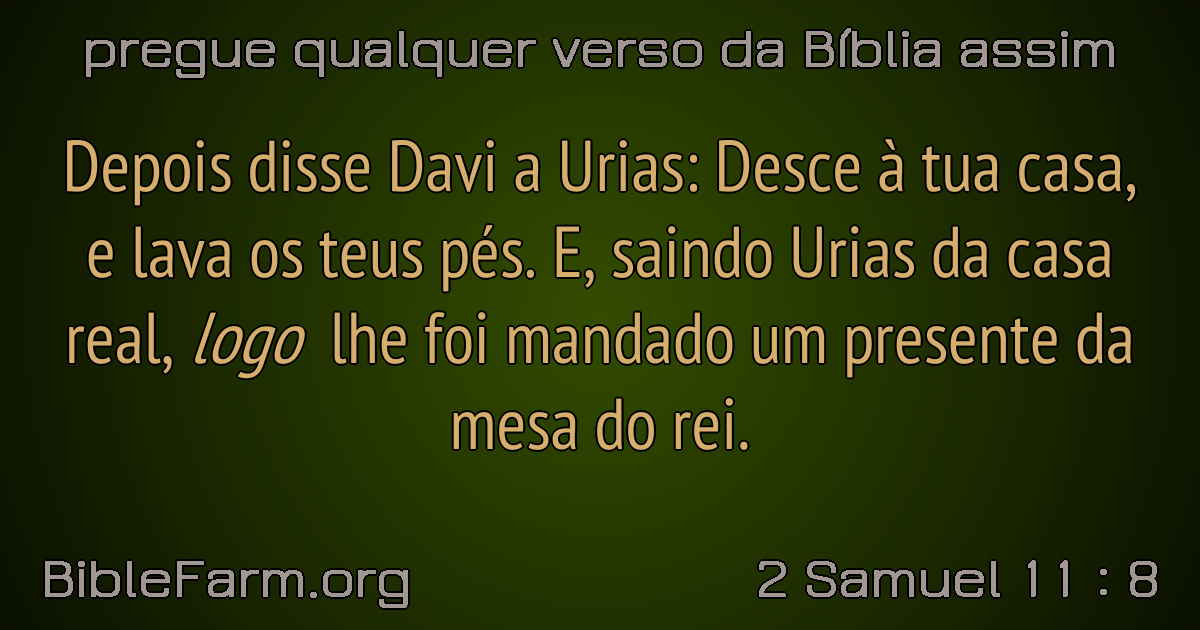 pregue qualquer verso da Bíblia assim
Depois disse Davi a Urias: Desce à tua casa,
e lava os teus pés. E, saindo Urias da casa
real, logo lhe foi mandado um presente da
mesa do rei.
BibleFarm.org
2 Samuel 11 : 8